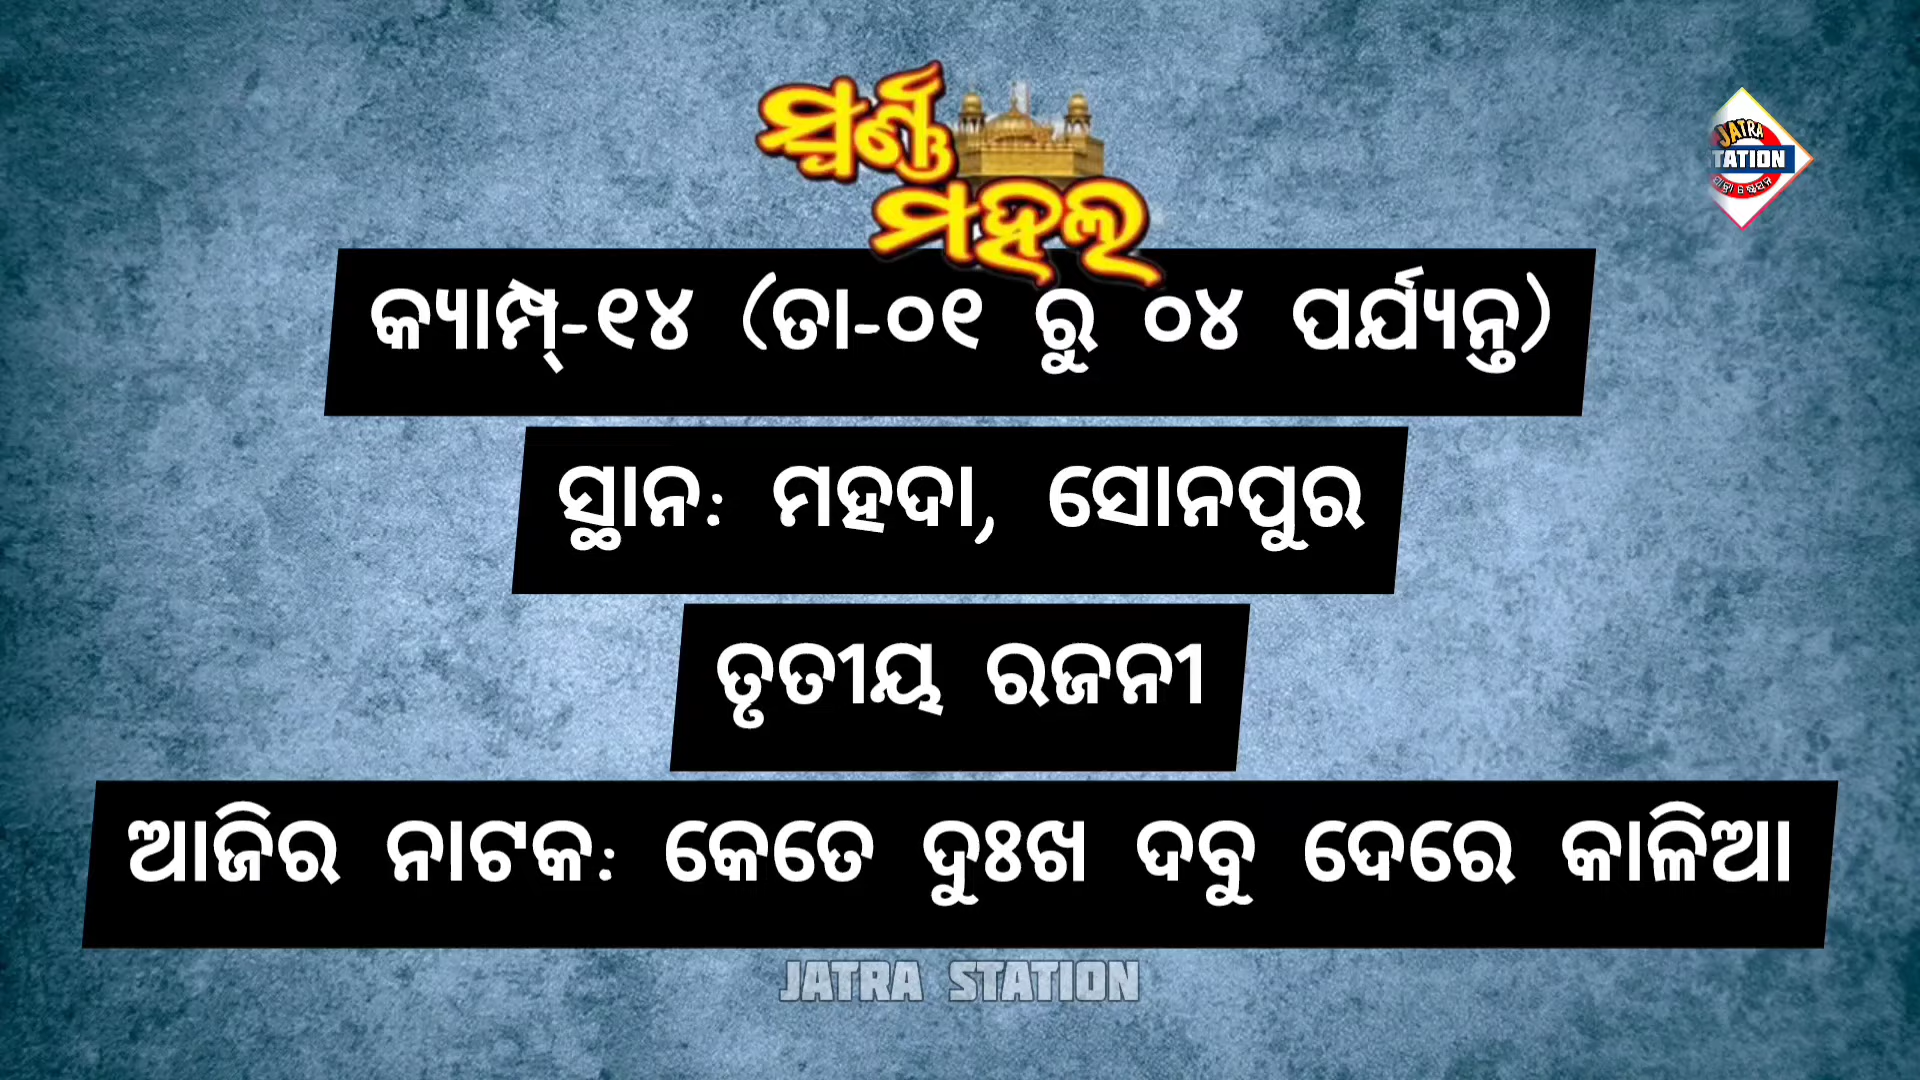 ସ୍ୱର୍ଣ୍ଣ
ମହଲ
JATRA
STATION
କ୍ୟାମ୍ପ-୧୪ (ତା-୦୧ ରୁ ୦୪ ପର୍ଯ୍ୟନ୍ତ)
ସ୍ଥାନ: ମହଦା, ସୋନପୁର
ତୃତୀୟ ରଜନୀ
ଆଜିର ନାଟକ: କେତେ ଦୁଃଖ ଦବୁ ଦେରେ କାଳିଆ
JATRA STATION